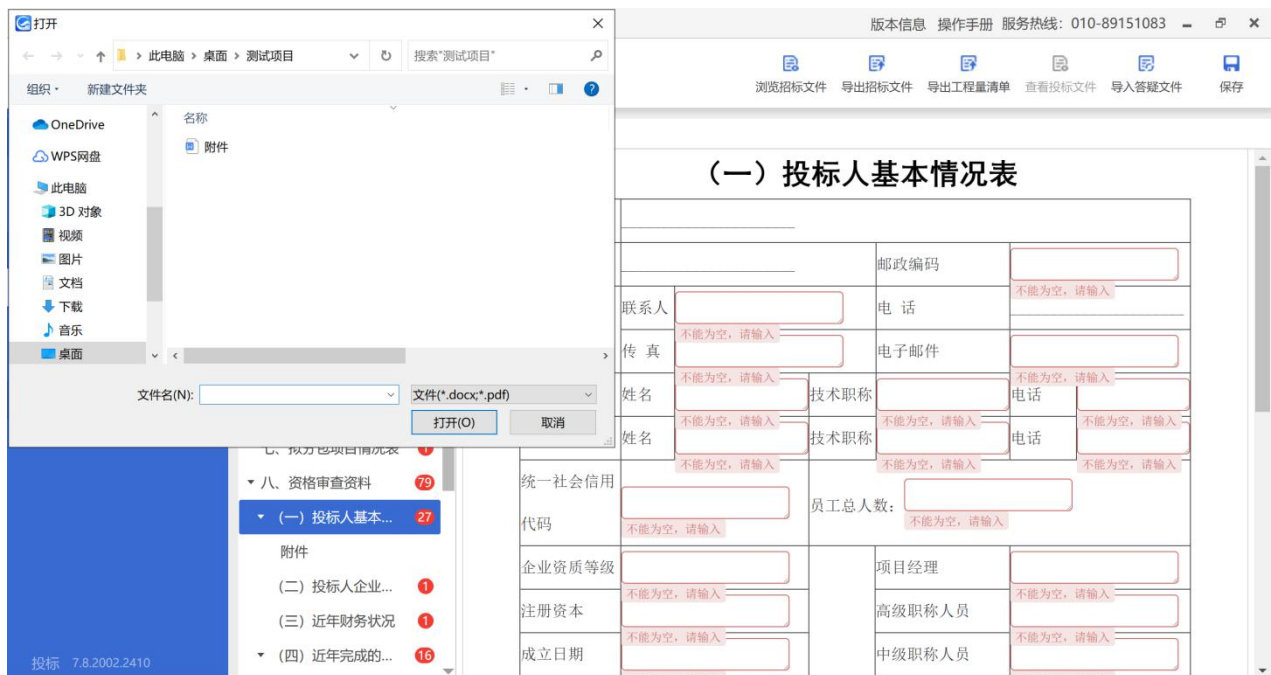 打开
版本信息 操作手册 服务热线：010-89151083
此电脑 › 桌面 › 测试项目
搜索"测试项目"
组织 新建文件夹
浏览招标文件 导出招标文件 导出工程量清单 查看投标文件 导入答疑文件 保存
OneDrive
WPS网盘
此电脑
3D 对象
视频
图片
文档
下载
音乐
桌面
名称
附件
文件名(N):
文件(*.docx;*.pdf)
打开(O) 取消
七、拟分包项目情况表 1
八、资格审查资料 79
（一）投标人基本... 27
附件
（二）投标人企业... 1
（三）近年财务状况 1
（四）近年完成的... 16
投标 7.8.2002.2410
（一）投标人基本情况表
邮政编码
不能为空，请输入
联系人 电 话
不能为空，请输入
传 真 电子邮件
不能为空，请输入 不能为空，请输入
姓名 技术职称 电话
不能为空，请输入 不能为空，请输入 不能为空，请输入
姓名 技术职称 电话
不能为空，请输入 不能为空，请输入 不能为空，请输入
统一社会信用
代码
不能为空，请输入
员工总人数：
不能为空，请输入
企业资质等级 项目经理
不能为空，请输入 不能为空，请输入
注册资本 高级职称人员
不能为空，请输入 不能为空，请输入
成立日期 中级职称人员